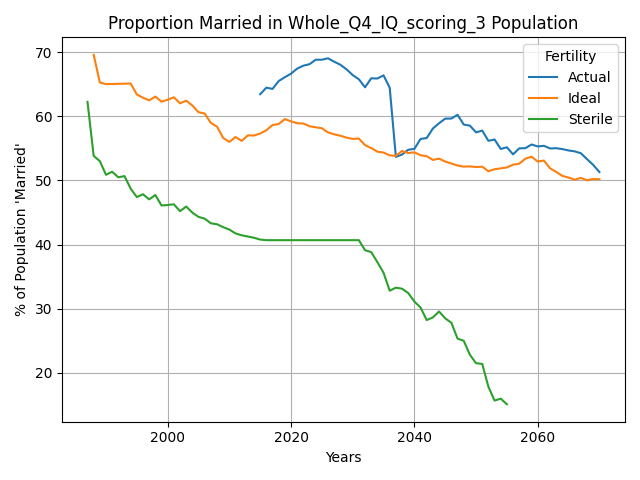 Proportion Married in Whole_Q4_IQ_scoring_3 Population
% of Population 'Married'
70
60
50
40
30
20
2000
2020
2040
2060
Years
Fertility
Actual
Ideal
Sterile